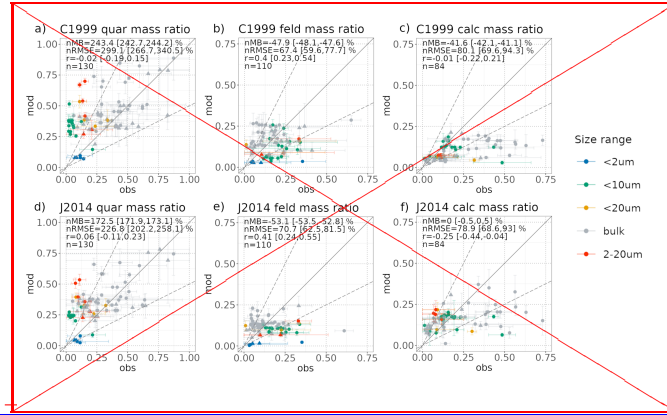 a) C1999 quar mass ratio
nMB=243.4 [242.7,244.2] %
nRMSE=299.1 [266.7,340.5] %
r=-0.02 [-0.19,0.15]
n=130
1.00
0.75
0.50
0.25
0.00
mod
0.00 0.25 0.50 0.75 1.00
obs
b) C1999 feld mass ratio
nMB=-47.9 [-48.1,-47.6] %
nRMSE=67.4 [59.6,77.7] %
r=0.4 [0.23,0.54]
n=110
0.75
0.50
0.25
0.00
mod
0.00 0.25 0.50 0.75
obs
c) C1999 calc mass ratio
nMB=-41.6 [-42.1,-41.1] %
nRMSE=80.1 [69.6,94.3] %
r=-0.01 [-0.22,0.21]
n=84
0.75
0.50
0.25
0.00
mod
0.00 0.25 0.50 0.75
obs
d) J2014 quar mass ratio
nMB=172.5 [171.9,173.1] %
nRMSE=226.8 [202.2,258.1] %
r=0.06 [-0.11,0.23]
n=130
1.00
0.75
0.50
0.25
0.00
mod
0.00 0.25 0.50 0.75 1.00
obs
e) J2014 feld mass ratio
nMB=-53.1 [-53.5,-52.8] %
nRMSE=70.7 [62.5,81.5] %
r=0.41 [0.24,0.55]
n=110
0.75
0.50
0.25
0.00
mod
0.00 0.25 0.50 0.75
obs
f) J2014 calc mass ratio
nMB=0 [-0.5,0.5] %
nRMSE=78.9 [68.6,93] %
r=-0.25 [-0.44,-0.04]
n=84
0.75
0.50
0.25
0.00
mod
0.00 0.25 0.50 0.75
obs
Size range
<2um
<10um
<20um
bulk
2-20um